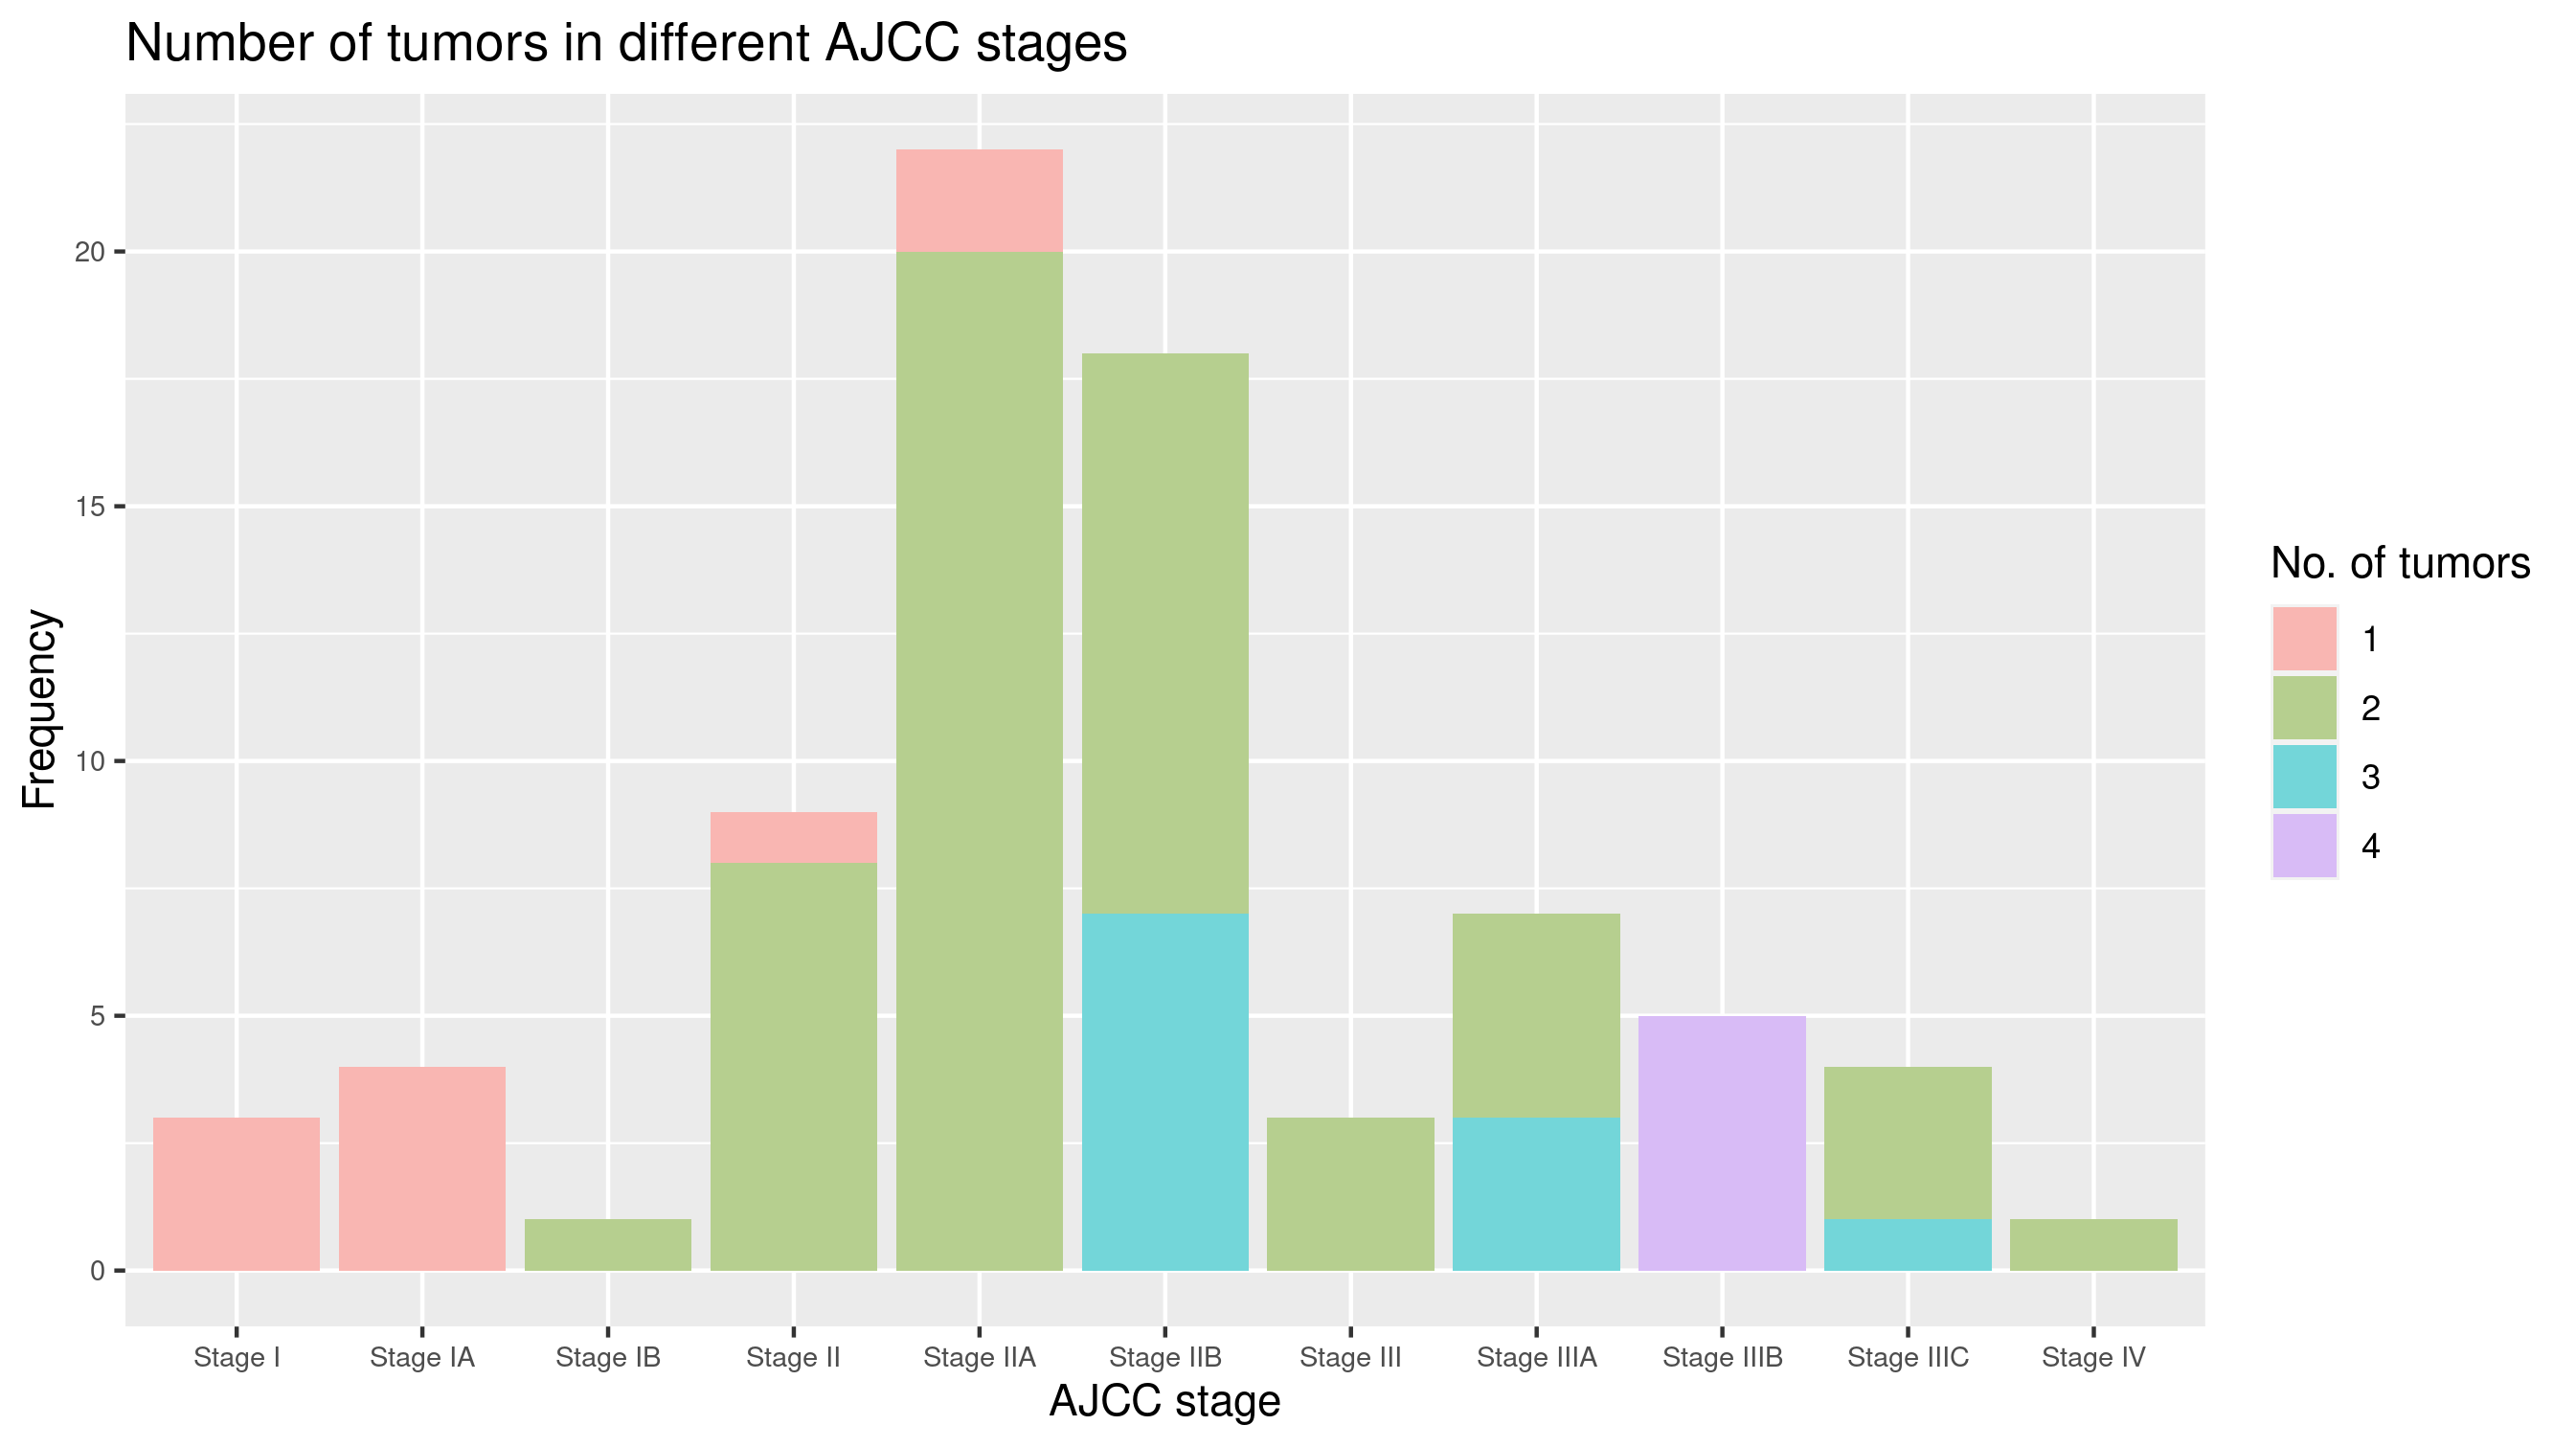 Number of tumors in different AJCC stages
20
15
10
5
0
Frequency
Stage I Stage IA Stage IB Stage II Stage IIA Stage IIB Stage III Stage IIIA Stage IIIB Stage IIIC Stage IV
AJCC stage
No. of tumors
1
2
3
4